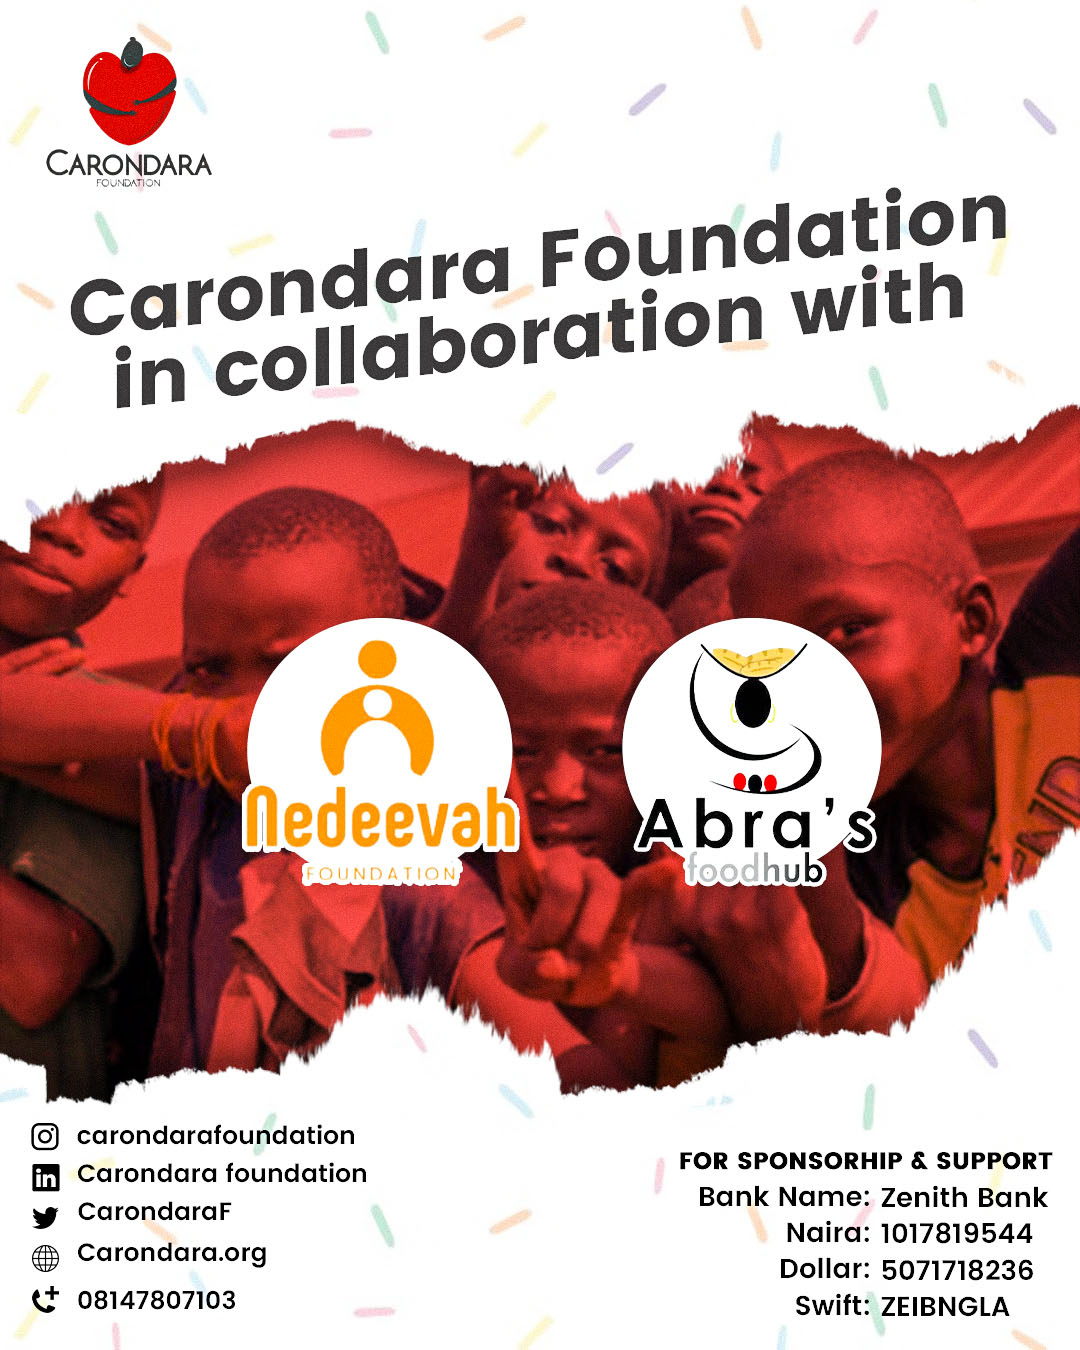 CARONDARA
FOUNDATION
Carondara Foundation
in collaboration with
Nedeevah
FOUNDATION
Abra's
foodhub
carondarafoundation
Carondara foundation
CarondaraF
Carondara.org
08147807103
FOR SPONSORHIP & SUPPORT
Bank Name: Zenith Bank
Naira: 1017819544
Dollar: 5071718236
Swift: ZEIBNGLA